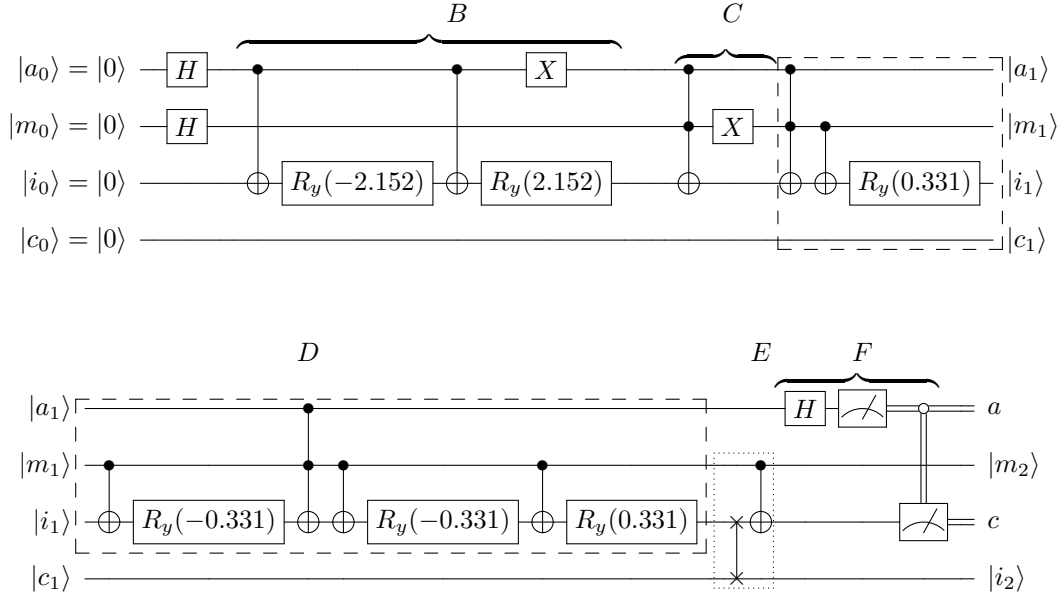 B C
|a₀⟩ = |0⟩ H X |a₁⟩
|m₀⟩ = |0⟩ H X |m₁⟩
|i₀⟩ = |0⟩ R_y(−2.152) R_y(2.152) R_y(0.331) |i₁⟩
|c₀⟩ = |0⟩ |c₁⟩
D E F
|a₁⟩ H a
|m₁⟩ |m₂⟩
|i₁⟩ R_y(−0.331) R_y(−0.331) R_y(0.331) c
|c₁⟩ |i₂⟩